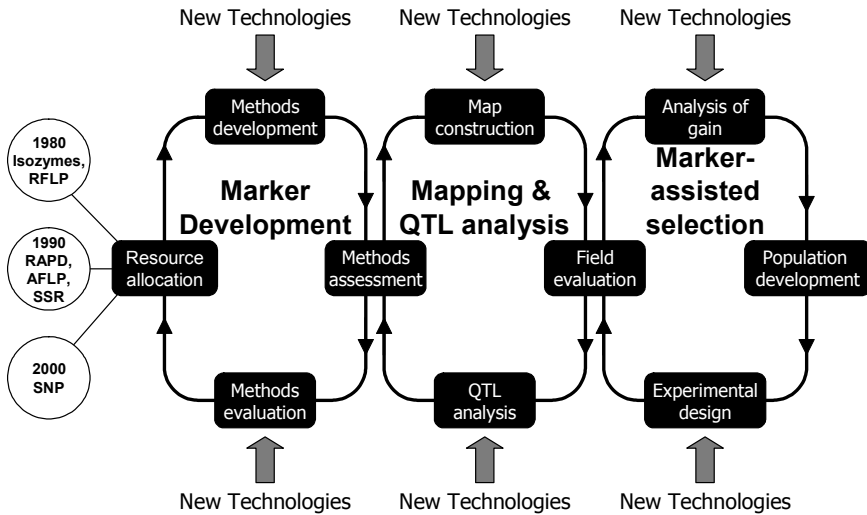 New Technologies
New Technologies
New Technologies
Methods
development
Map
construction
Analysis of
gain
1980
Isozymes,
RFLP
Marker
Development
Mapping &
QTL analysis
Marker-
assisted
selection
1990
RAPD,
AFLP,
SSR
Resource
allocation
Methods
assessment
Field
evaluation
Population
development
2000
SNP
Methods
evaluation
QTL
analysis
Experimental
design
New Technologies
New Technologies
New Technologies